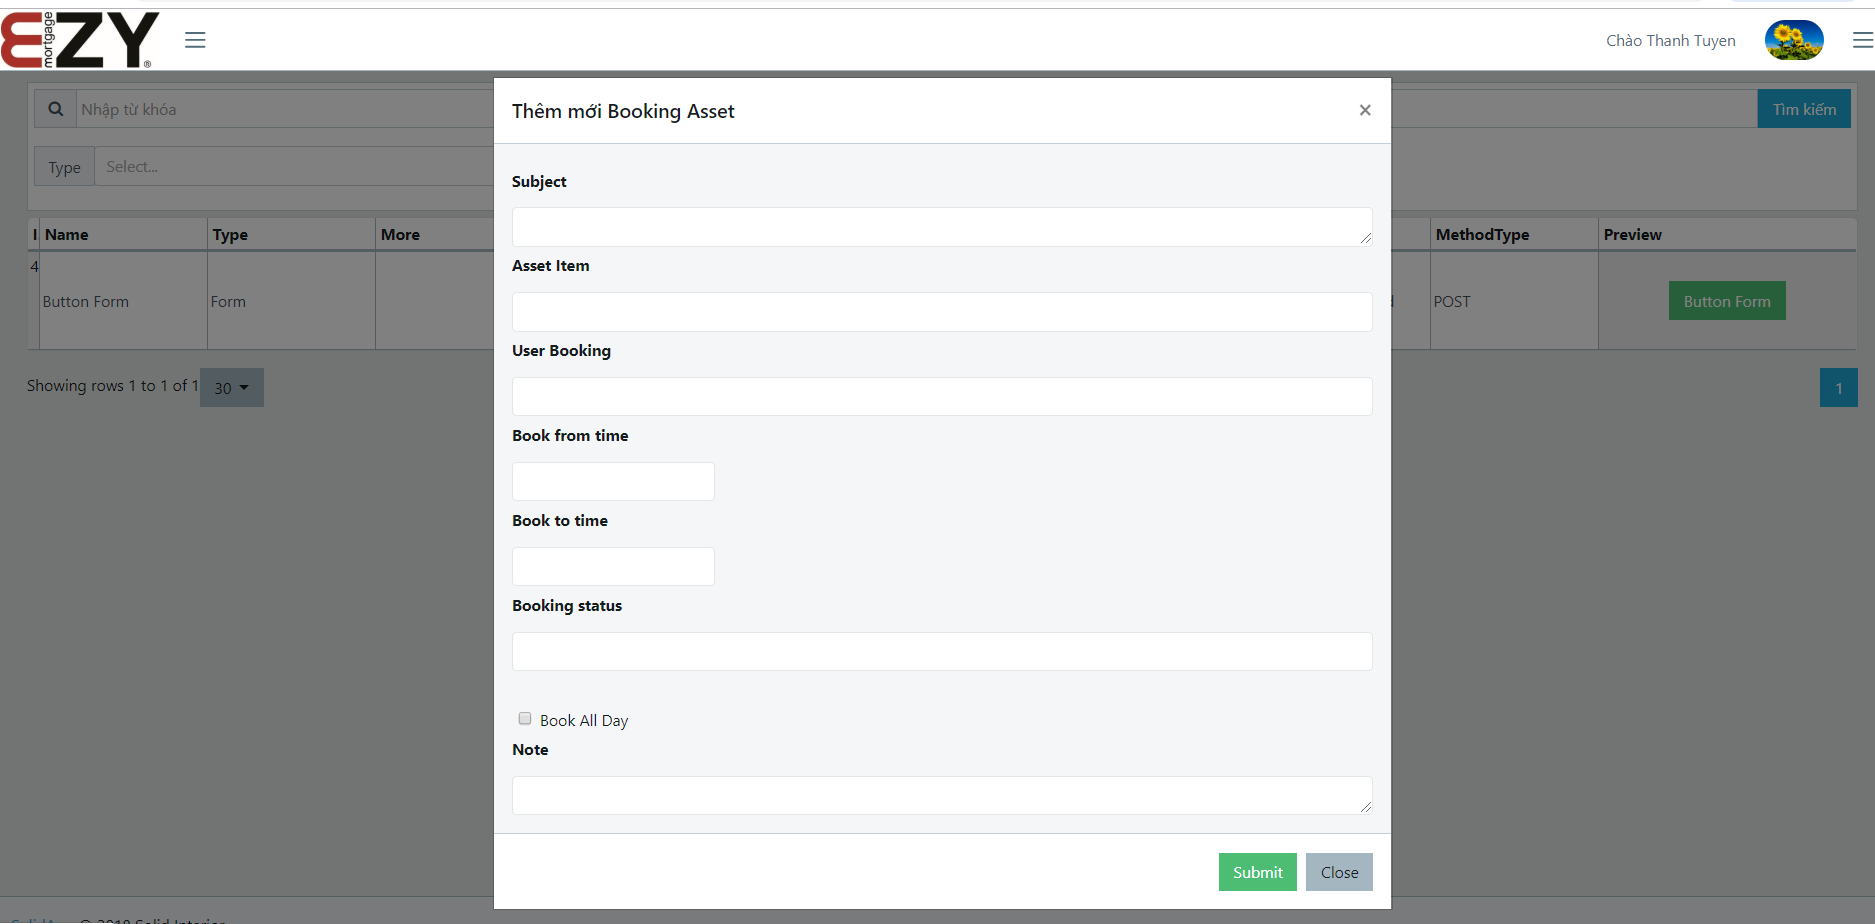 EZY
mortgage
®
Chào Thanh Tuyen
Nhập từ khóa
Tìm kiếm
Type
Select...
Name
Type
More
MethodType
Preview
4
Button Form
Form
POST
Button Form
Showing rows 1 to 1 of 1
30
1
Thêm mới Booking Asset
×
Subject
Asset Item
User Booking
Book from time
Book to time
Booking status
Book All Day
Note
Submit
Close
© 2018 Solid Interior